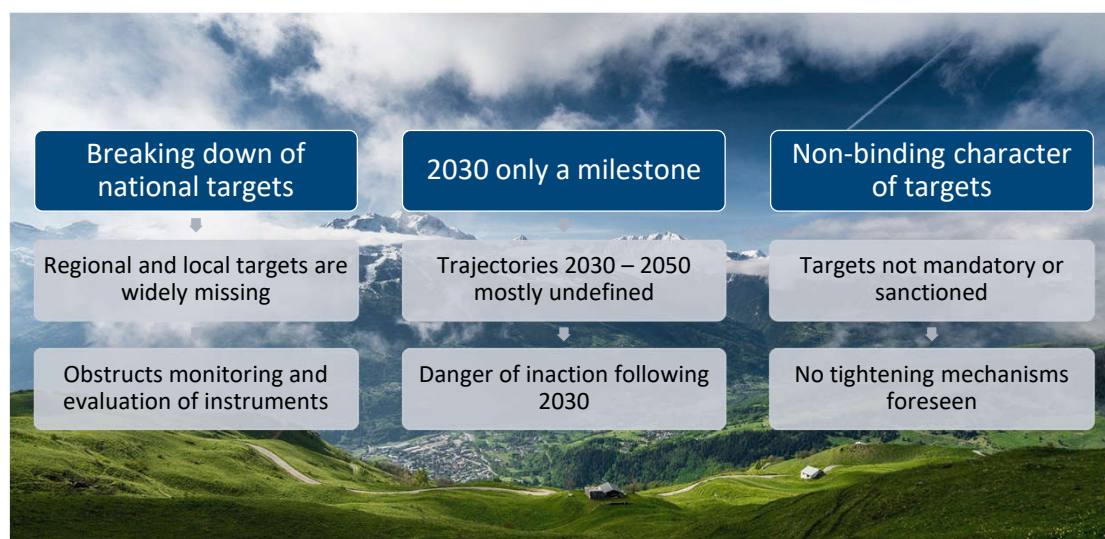 Breaking down of
national targets
Regional and local targets are
widely missing
Obstructs monitoring and
evaluation of instruments
2030 only a milestone
Trajectories 2030 – 2050
mostly undefined
Danger of inaction following
2030
Non-binding character
of targets
Targets not mandatory or
sanctioned
No tightening mechanisms
foreseen